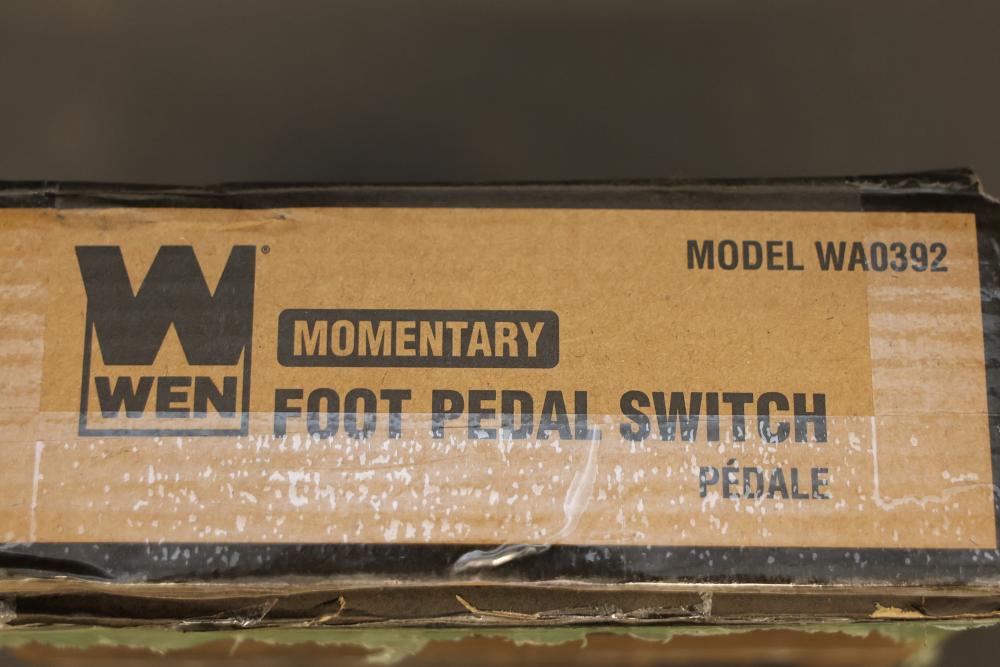 W®
WEN
MODEL WA0392
MOMENTARY
FOOT PEDAL SWITCH
PÉDALE